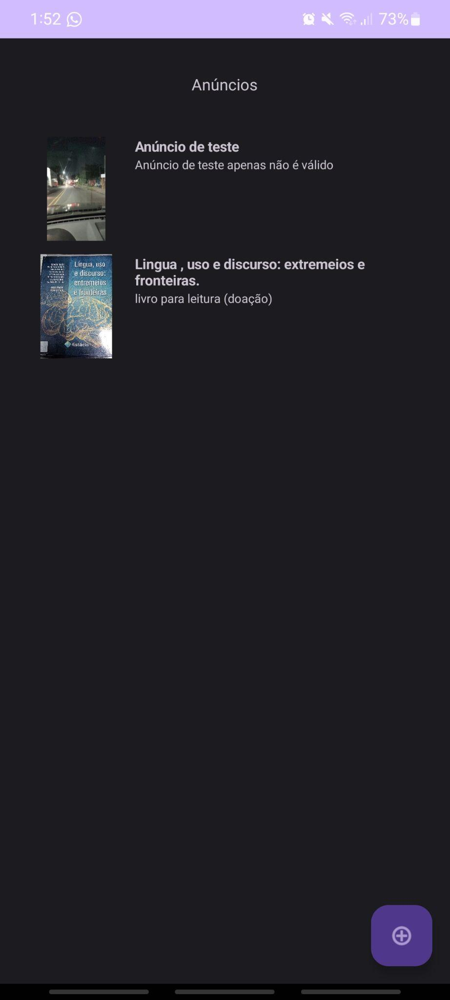 1:52
73%
Anúncios
Anúncio de teste
Anúncio de teste apenas não é válido
Lingua , uso e discurso: extremeios e
fronteiras.
livro para leitura (doação)
Língua, uso
e discurso:
entremeios
e fronteiras
Estácio